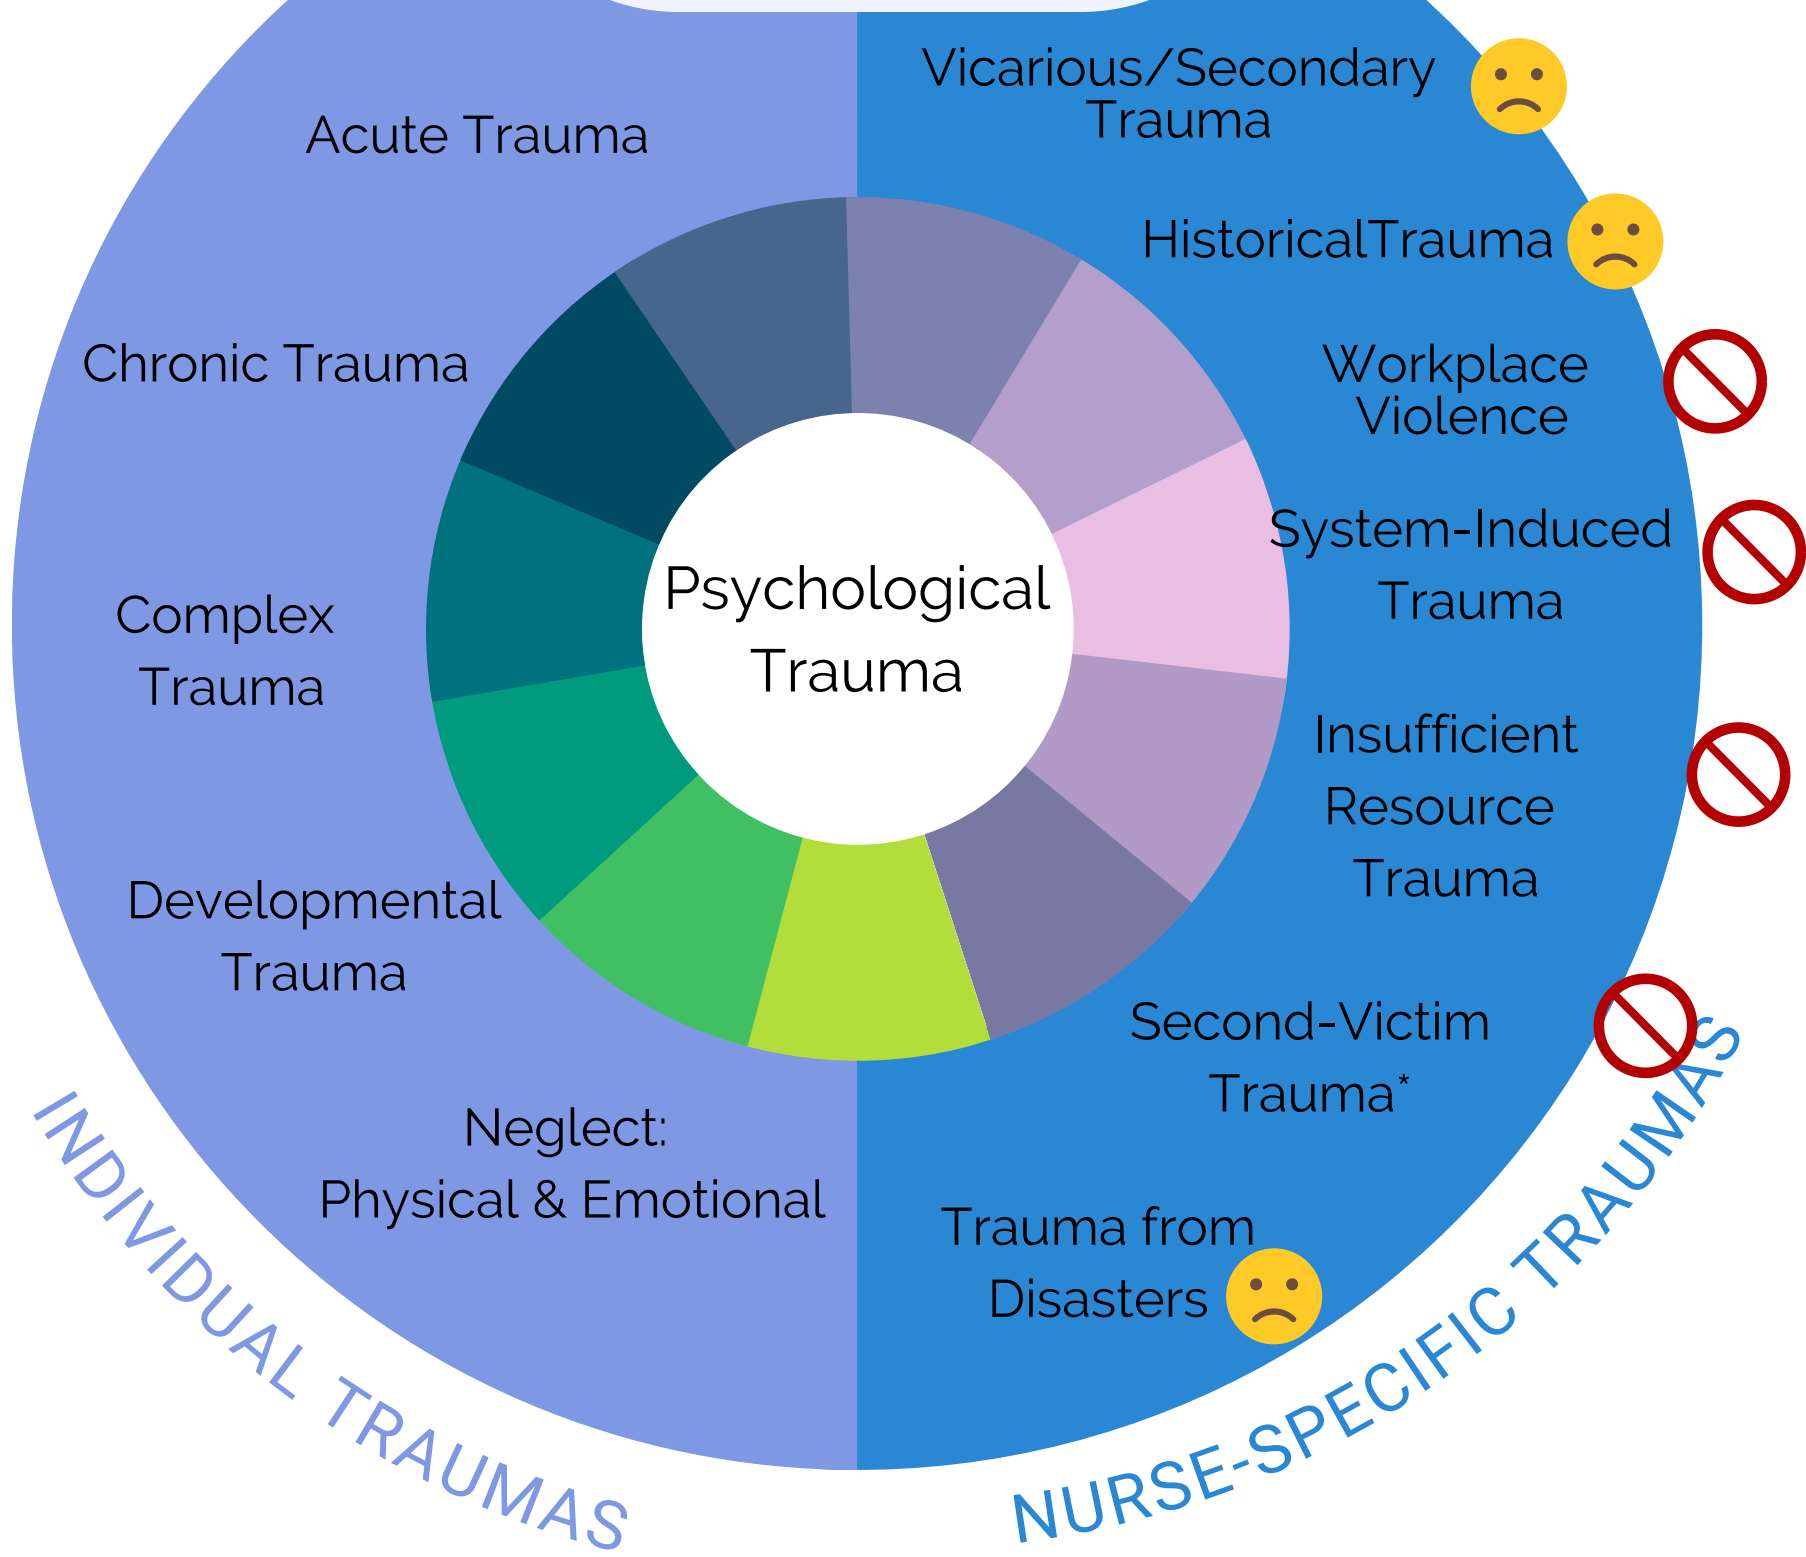 Acute Trauma
Chronic Trauma
Complex
Trauma
Developmental
Trauma
Neglect:
Physical & Emotional
Psychological
Trauma
Vicarious/Secondary
Trauma
HistoricalTrauma
Workplace
Violence
System-Induced
Trauma
Insufficient
Resource
Trauma
Second-Victim
Trauma*
Trauma from
Disasters
INDIVIDUAL TRAUMAS
NURSE-SPECIFIC TRAUMAS